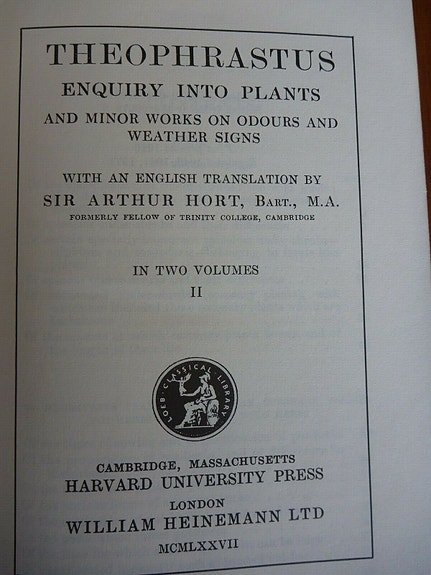 THEOPHRASTUS
ENQUIRY INTO PLANTS
AND MINOR WORKS ON ODOURS AND
WEATHER SIGNS
WITH AN ENGLISH TRANSLATION BY
SIR ARTHUR HORT, BART., M.A.
FORMERLY FELLOW OF TRINITY COLLEGE, CAMBRIDGE
IN TWO VOLUMES
II
LOEB CLASSICAL LIBRARY
CAMBRIDGE, MASSACHUSETTS
HARVARD UNIVERSITY PRESS
LONDON
WILLIAM HEINEMANN LTD
MCMLXXVII